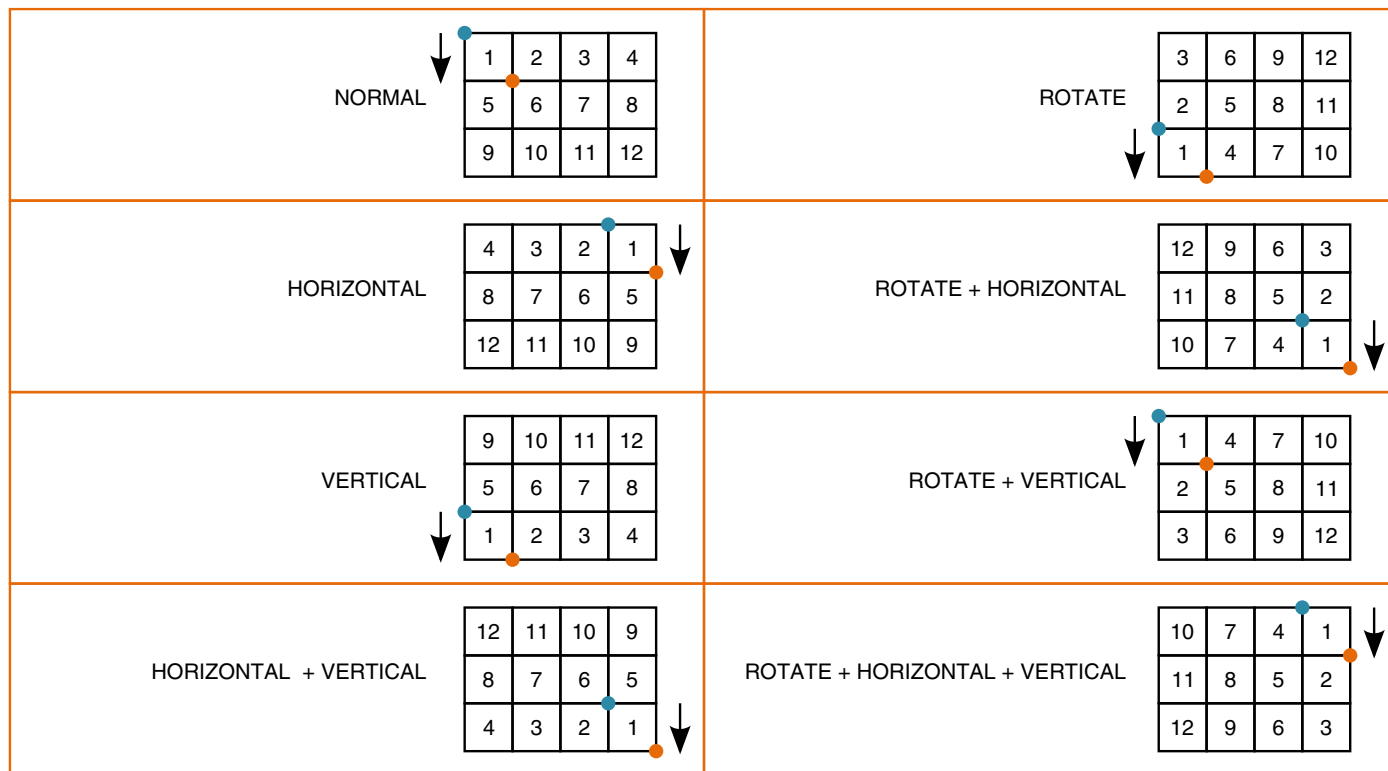 NORMAL
1 2 3 4
5 6 7 8
9 10 11 12
ROTATE
3 6 9 12
2 5 8 11
1 4 7 10
HORIZONTAL
4 3 2 1
8 7 6 5
12 11 10 9
ROTATE + HORIZONTAL
12 9 6 3
11 8 5 2
10 7 4 1
VERTICAL
9 10 11 12
5 6 7 8
1 2 3 4
ROTATE + VERTICAL
1 4 7 10
2 5 8 11
3 6 9 12
HORIZONTAL + VERTICAL
12 11 10 9
8 7 6 5
4 3 2 1
ROTATE + HORIZONTAL + VERTICAL
10 7 4 1
11 8 5 2
12 9 6 3